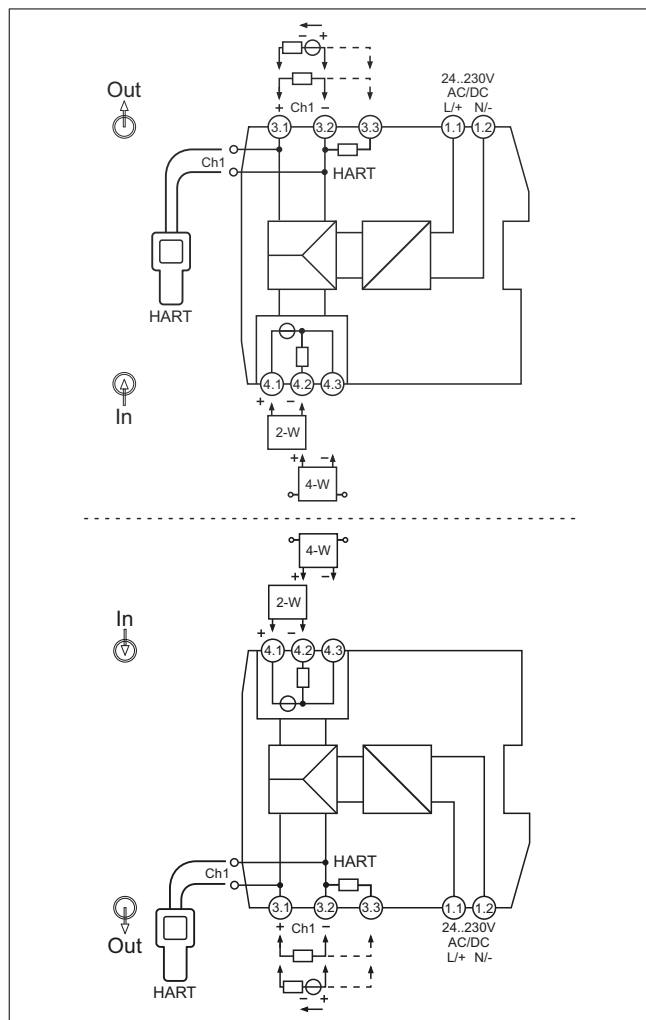 − +
24..230V
AC/DC
Out
+ Ch1 −
L/+ N/-
3.1 3.2 3.3 1.1 1.2
Ch1
HART
HART
4.1 4.2 4.3
In
+ −
2-W
+ −
4-W
4-W
+ −
2-W
In
+ −
4.1 4.2 4.3
HART
Ch1
3.1 3.2 3.3 1.1 1.2
+ Ch1 −
24..230V
AC/DC
L/+ N/-
Out
HART
− +